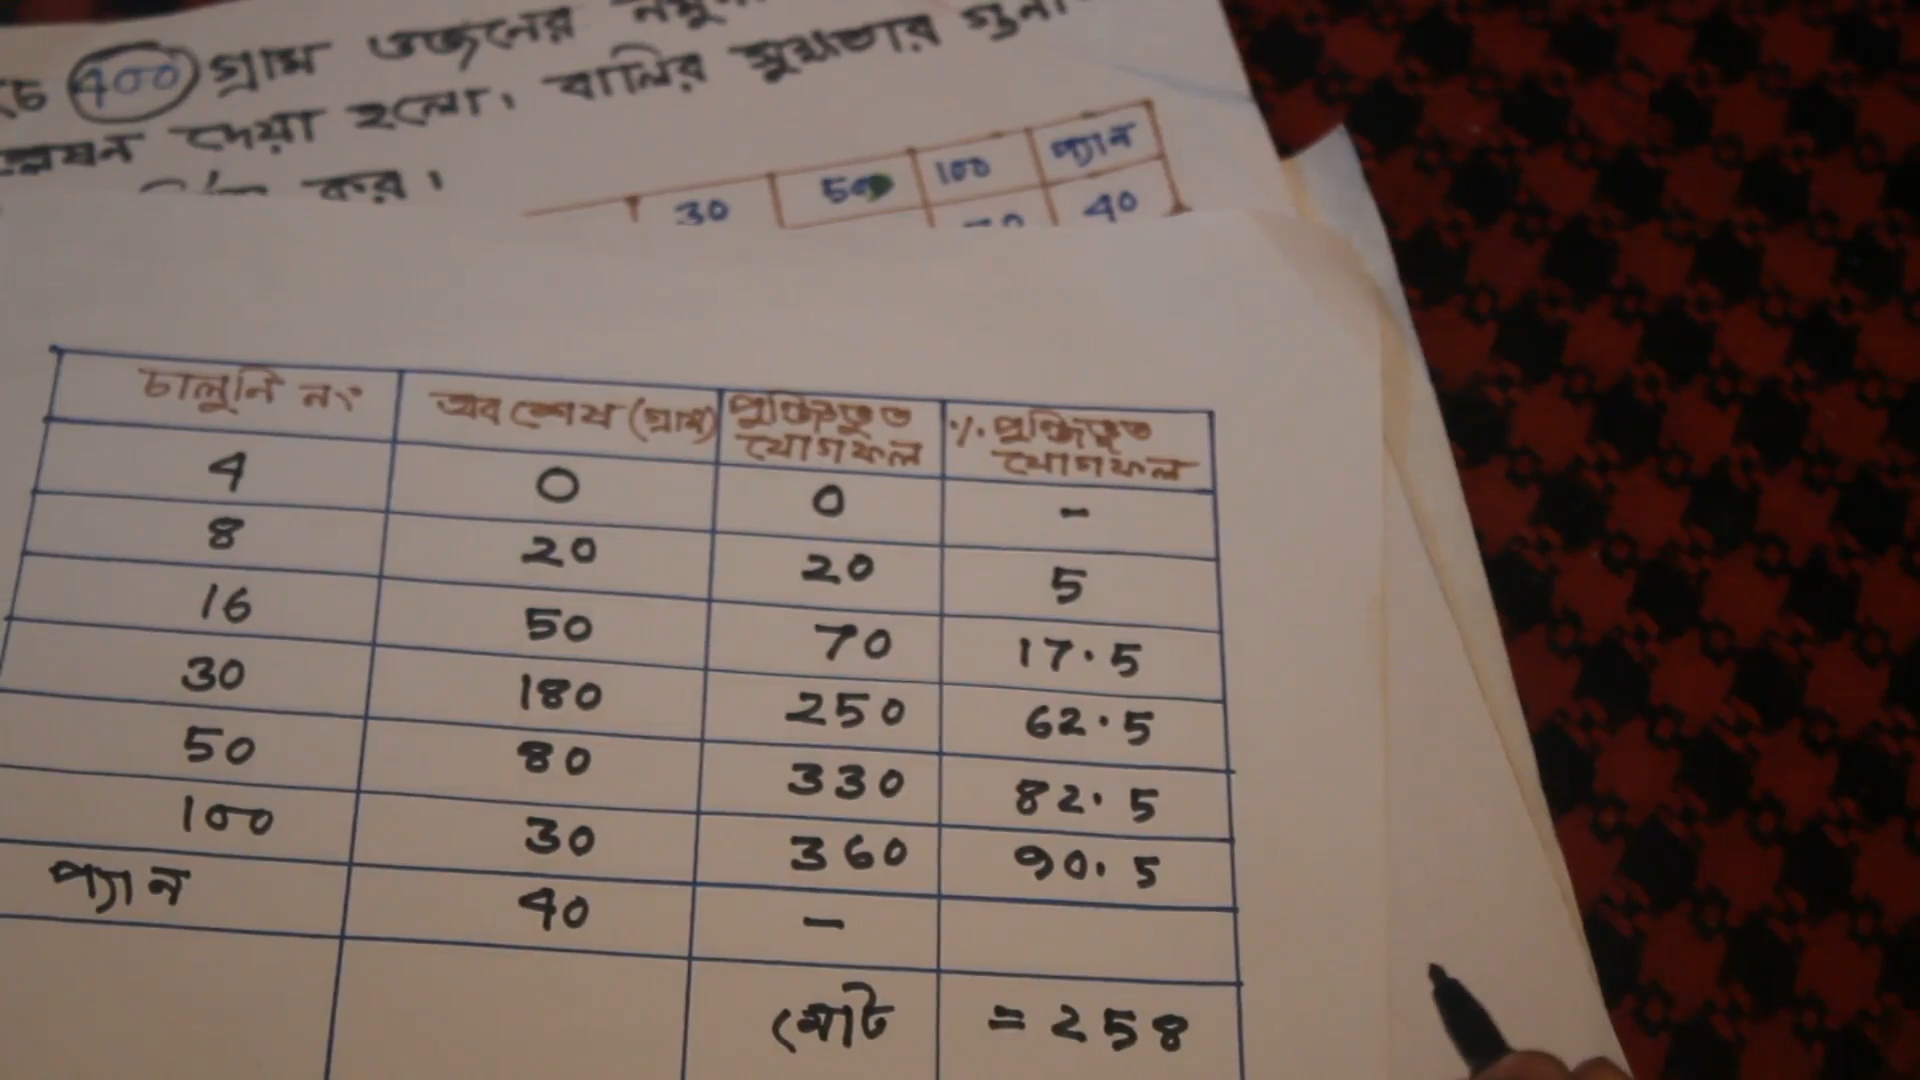 400 গ্রাম ওজনের
দেয়া হলো। বালির সুক্ষতার
কর।
30 50 100 প্যান
40
চালুনি নং অবশেষ (গ্রাম) পুঞ্জিভুত যোগফল % পুঞ্জিভুত যোগফল
4 0 0 -
8 20 20 5
16 50 70 17.5
30 180 250 62.5
50 80 330 82.5
100 30 360 90.5
প্যান 40 -
মোট = 258